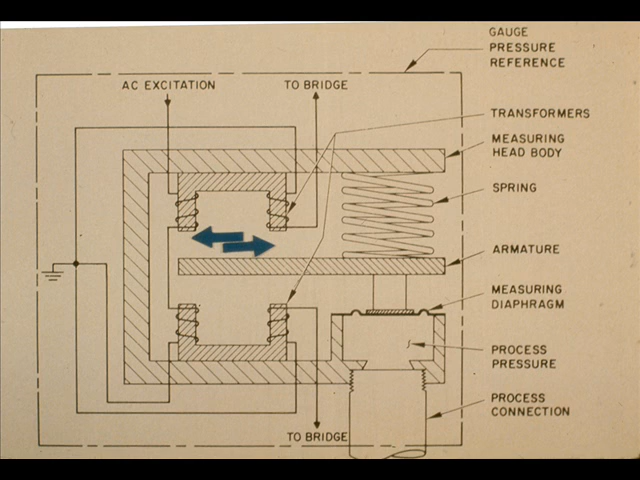 GAUGE
PRESSURE
REFERENCE
AC EXCITATION
TO BRIDGE
TRANSFORMERS
MEASURING
HEAD BODY
SPRING
ARMATURE
MEASURING
DIAPHRAGM
PROCESS
PRESSURE
PROCESS
CONNECTION
TO BRIDGE